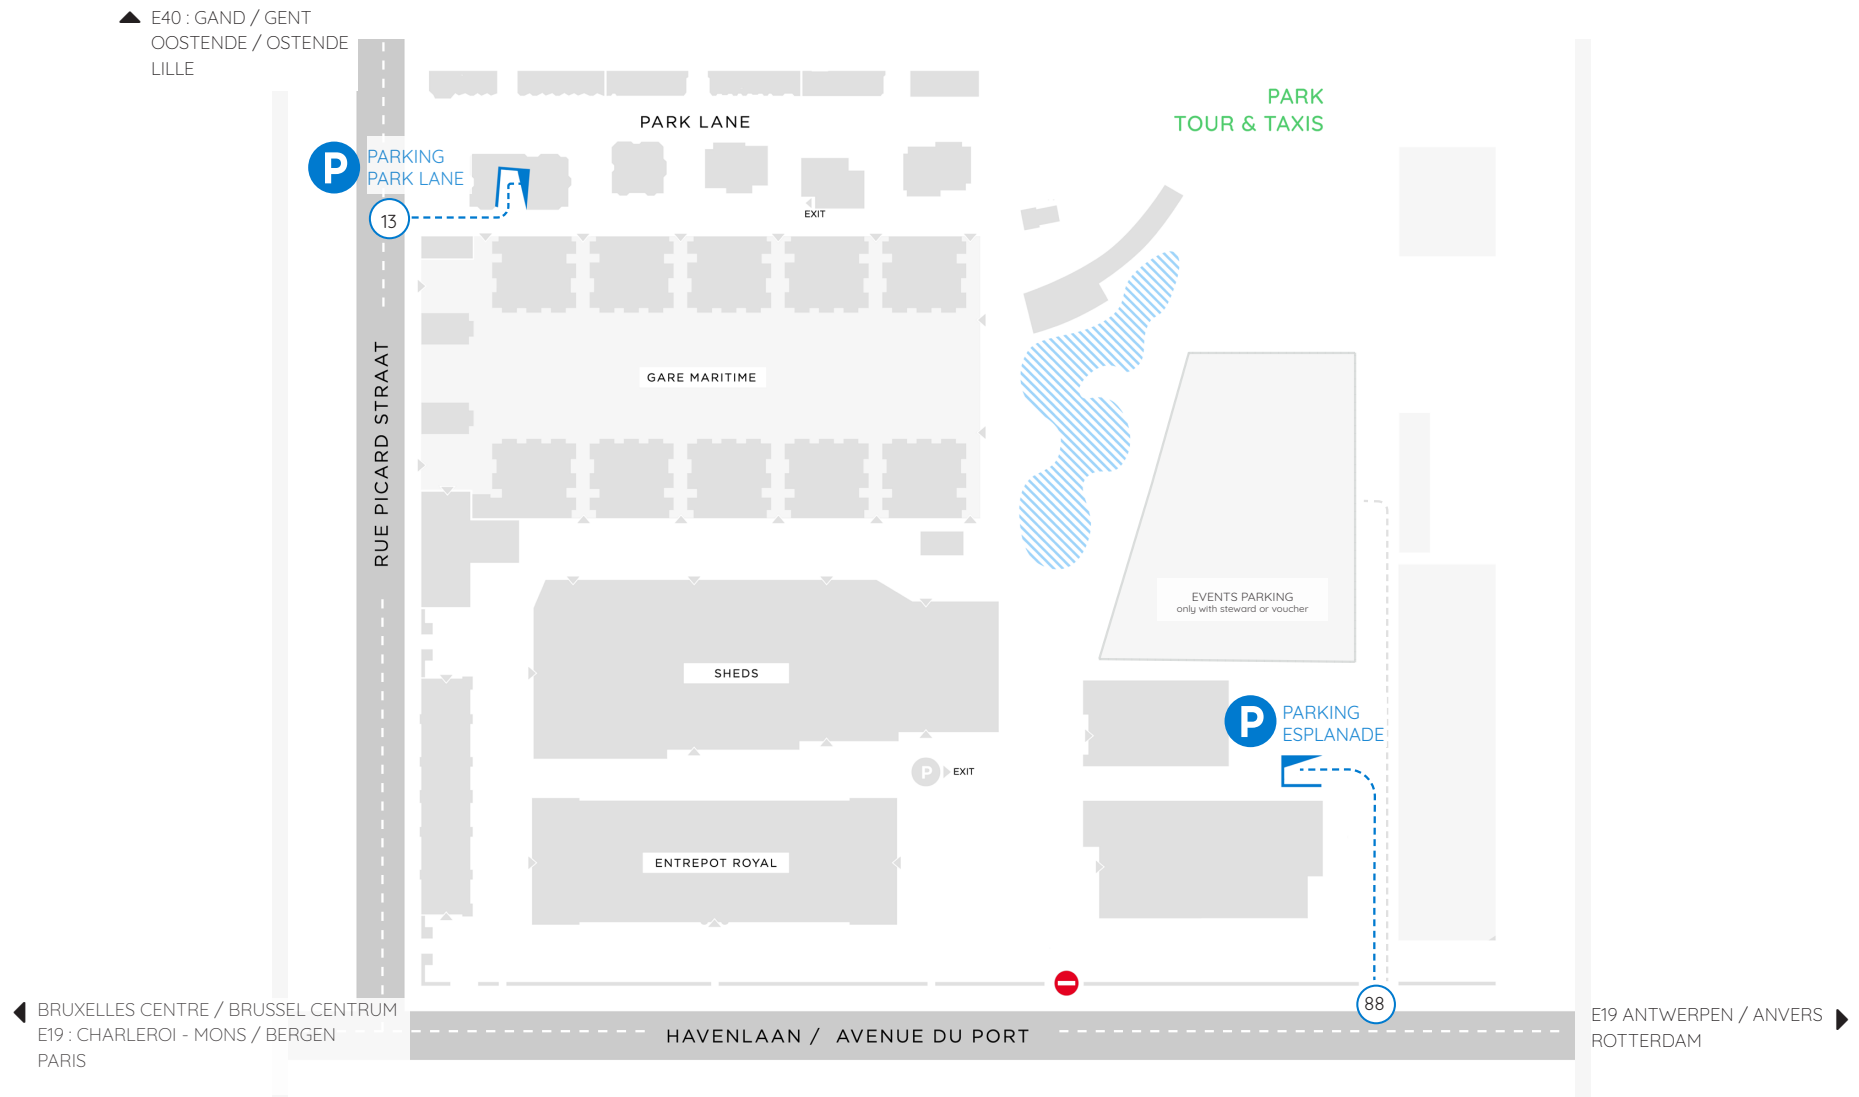 E40 : GAND / GENT
OOSTENDE / OSTENDE
LILLE
PARK
TOUR & TAXIS
PARK LANE
P
PARKING
PARK LANE
13
EXIT
RUE PICARD STRAAT
GARE MARITIME
EVENTS PARKING
only with steward or voucher
SHEDS
P
PARKING
ESPLANADE
P
EXIT
ENTREPOT ROYAL
88
BRUXELLES CENTRE / BRUSSEL CENTRUM
E19 : CHARLEROI - MONS / BERGEN
PARIS
HAVENLAAN / AVENUE DU PORT
E19 ANTWERPEN / ANVERS
ROTTERDAM